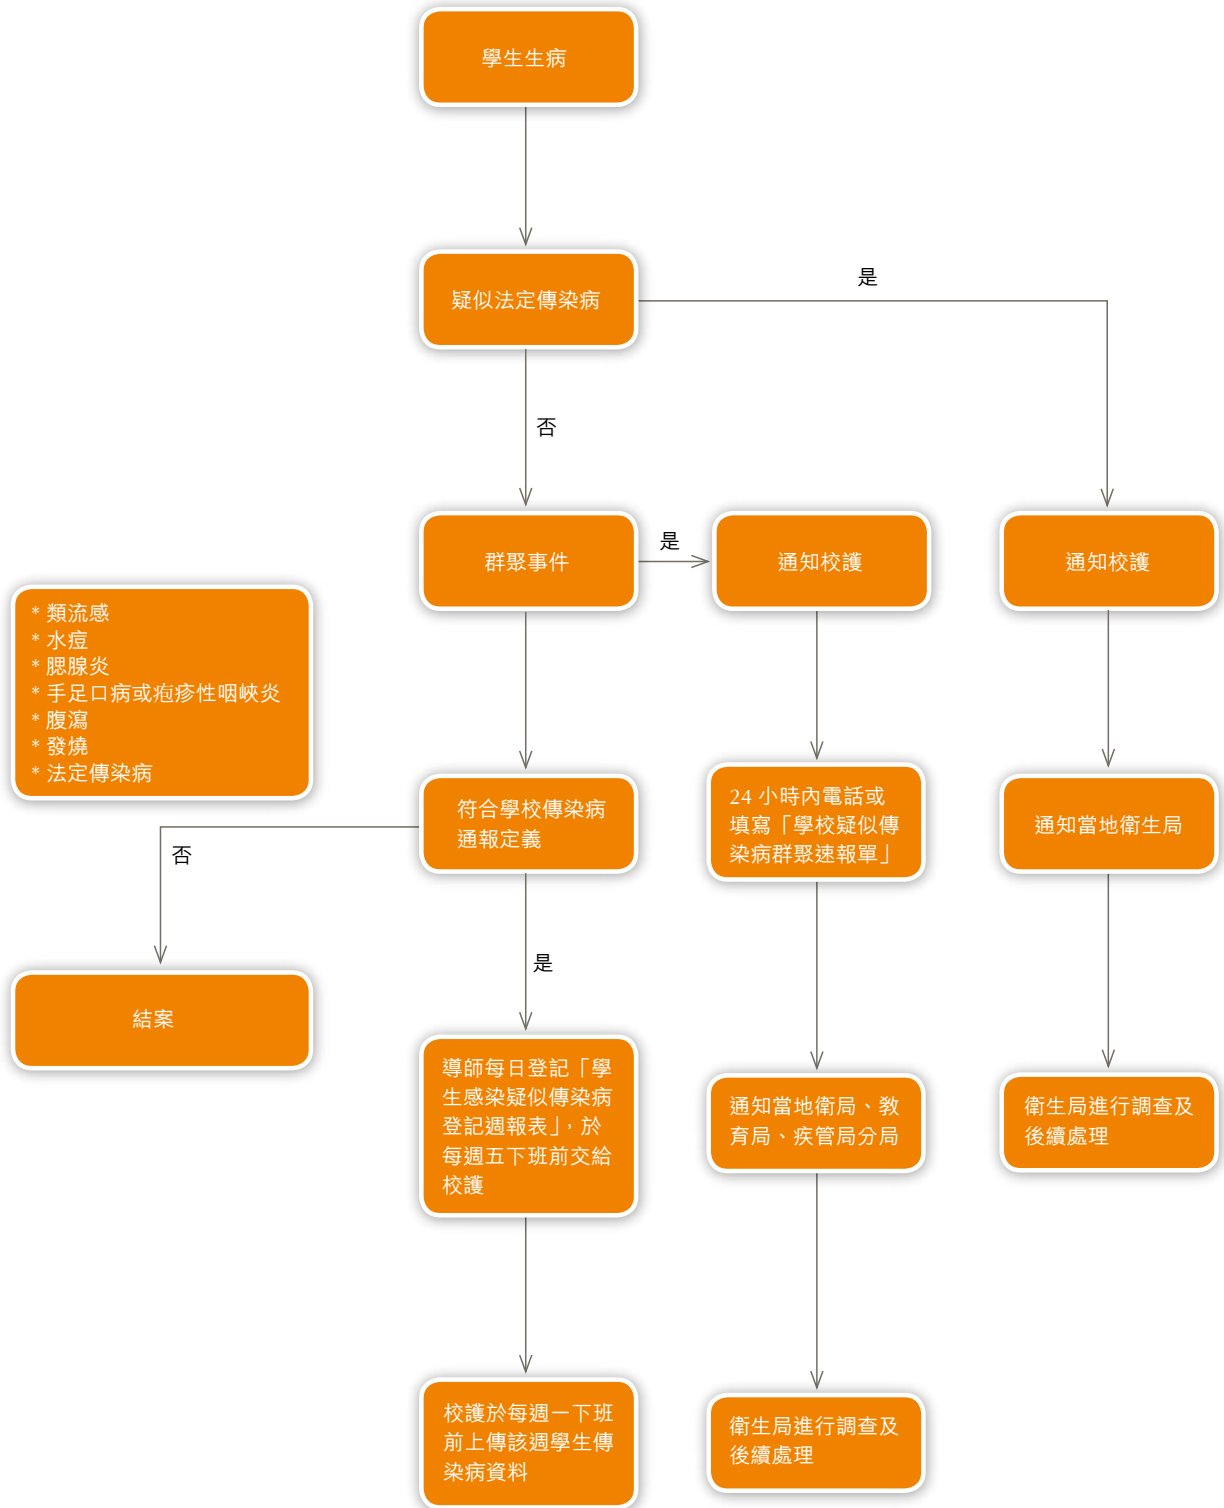 學生生病
疑似法定傳染病
是
否
群聚事件
是
通知校護
通知校護
* 類流感
* 水痘
* 腮腺炎
* 手足口病或疱疹性咽峽炎
* 腹瀉
* 發燒
* 法定傳染病
符合學校傳染病
通報定義
24 小時內電話或
填寫「學校疑似傳
染病群聚速報單」
通知當地衛生局
否
是
結案
導師每日登記「學
生感染疑似傳染病
登記週報表」，於
每週五下班前交給
校護
通知當地衛局、教
育局、疾管局分局
衛生局進行調查及
後續處理
校護於每週一下班
前上傳該週學生傳
染病資料
衛生局進行調查及
後續處理